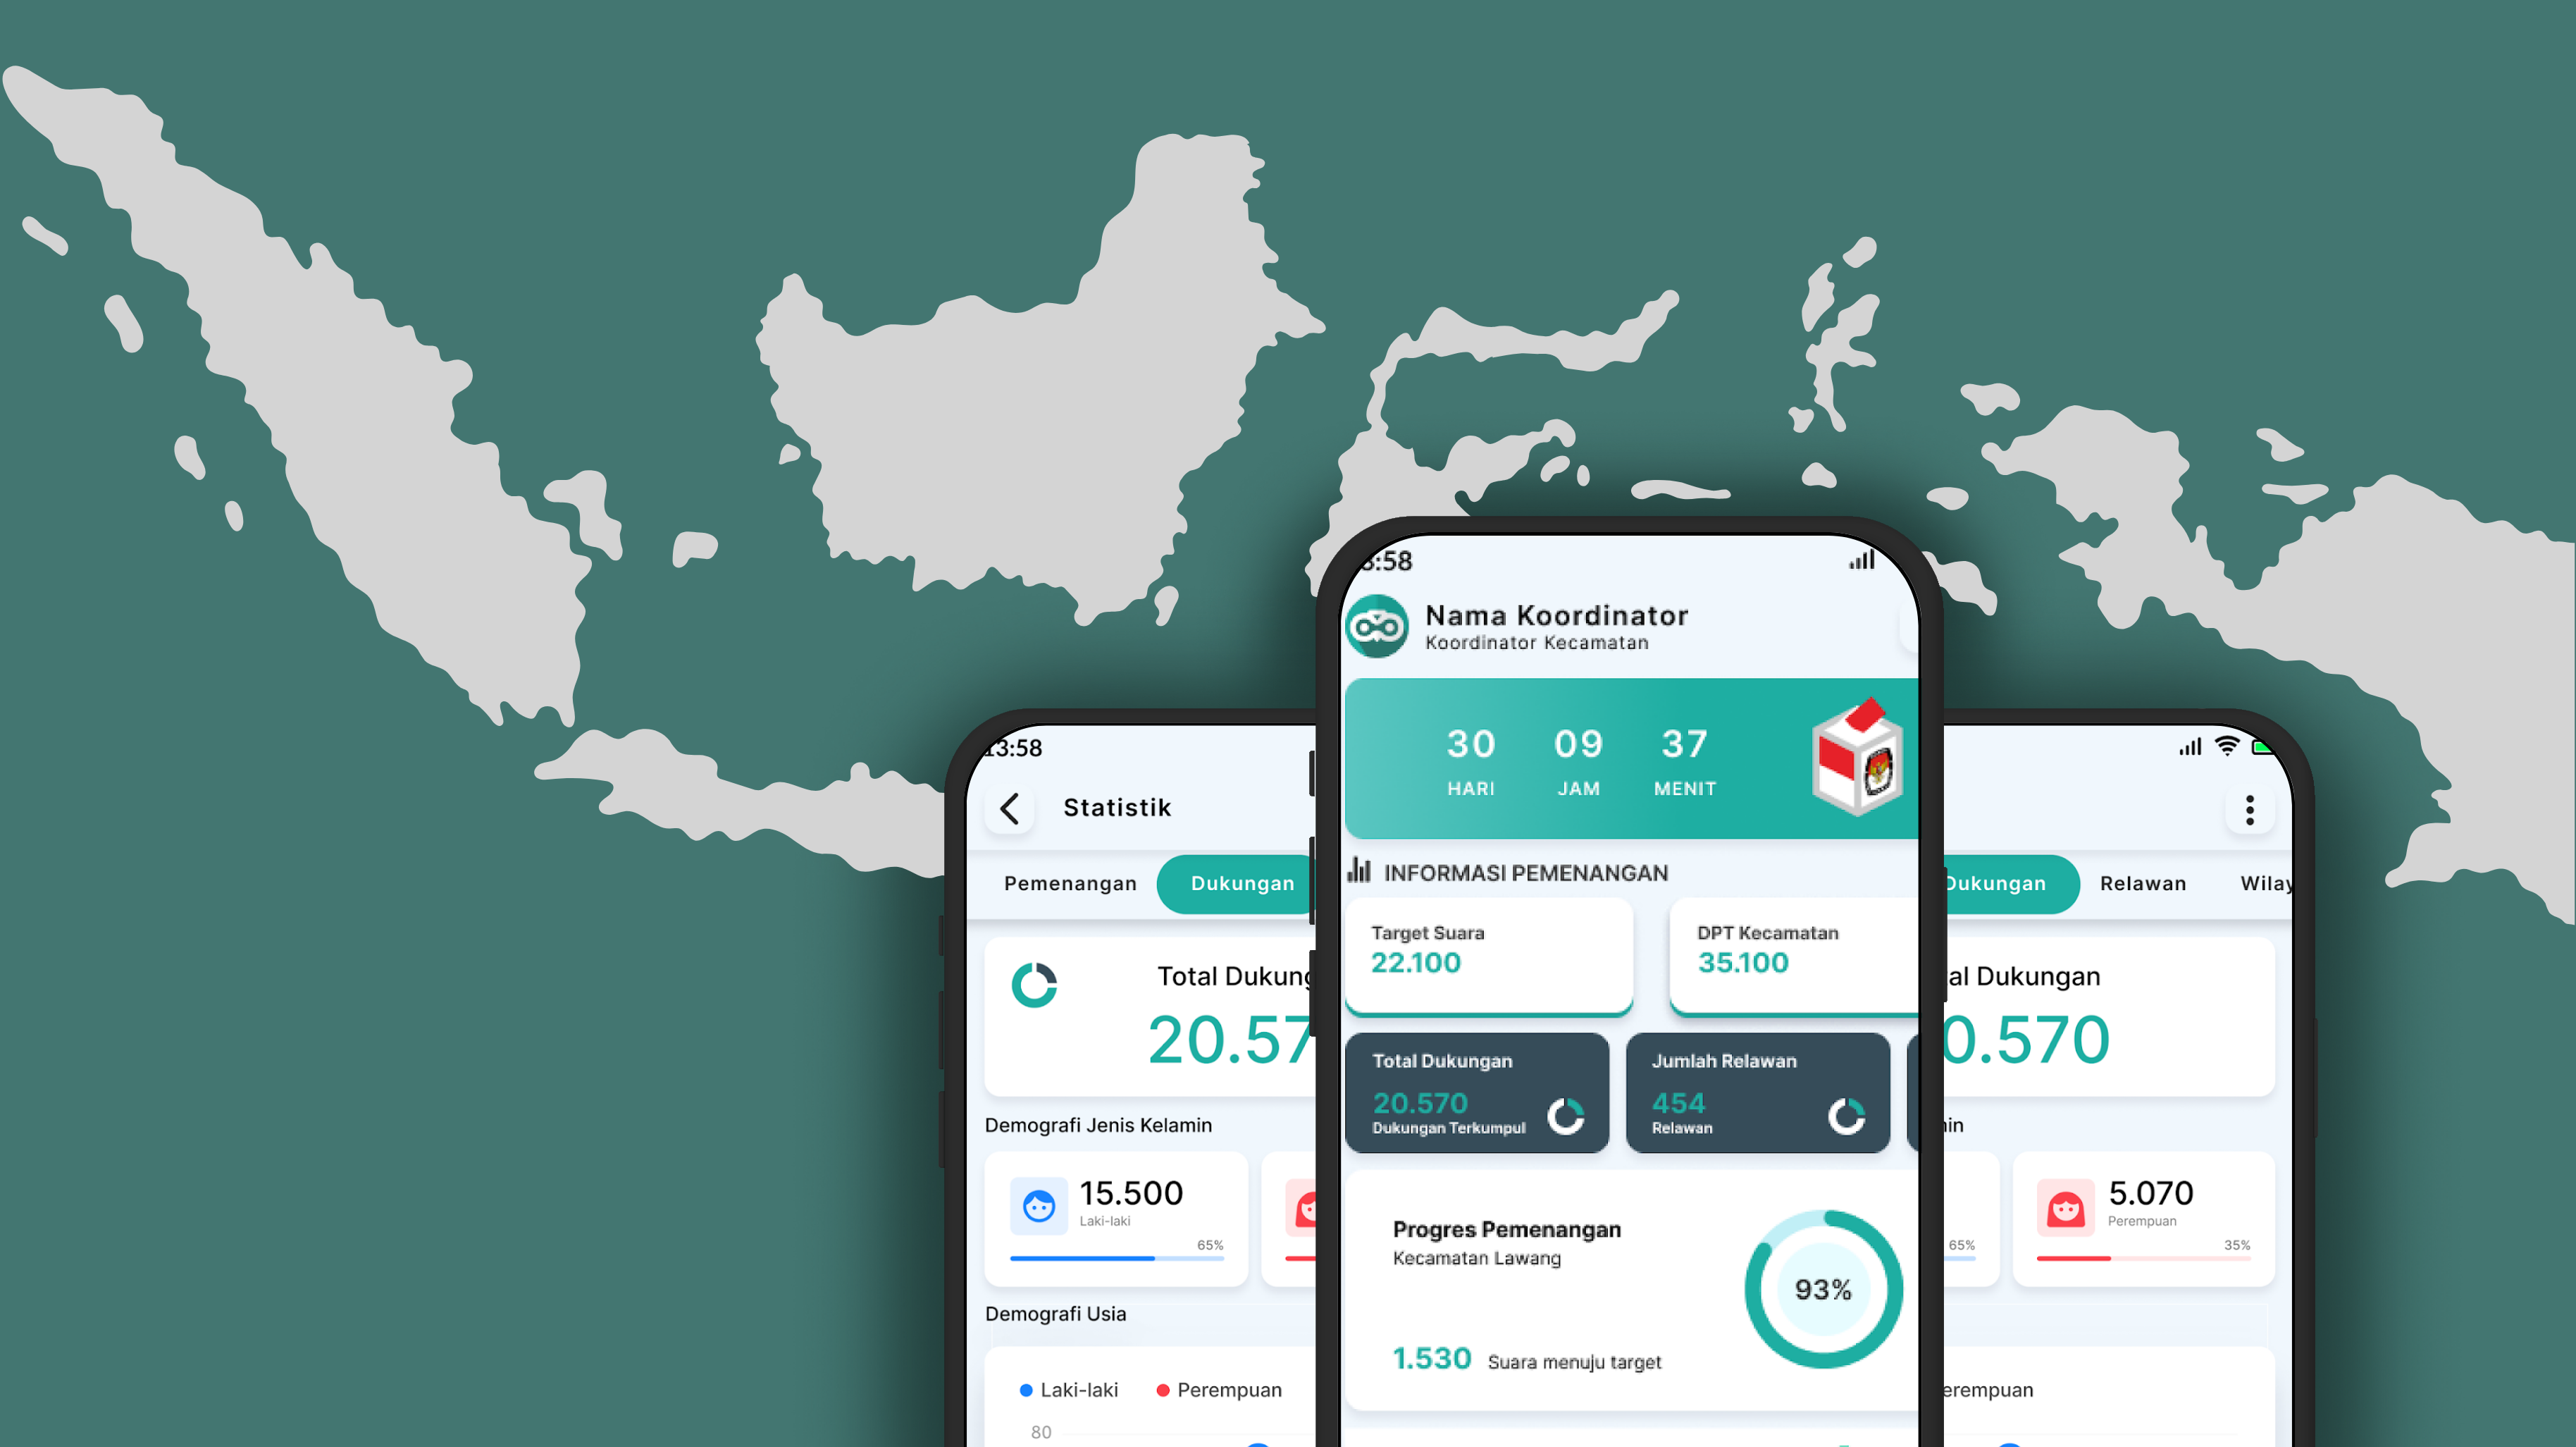 13:58
Statistik
Pemenangan
Dukungan
Total Dukung
20.57
Demografi Jenis Kelamin
15.500
Laki-laki
65%
Demografi Usia
Laki-laki
Perempuan
80
3:58
Nama Koordinator
Koordinator Kecamatan
30 09 37
HARI JAM MENIT
INFORMASI PEMENANGAN
Target Suara
22.100
DPT Kecamatan
35.100
Total Dukungan
20.570
Dukungan Terkumpul
Jumlah Relawan
454
Relawan
Progres Pemenangan
Kecamatan Lawang
93%
1.530 Suara menuju target
Dukungan
Relawan
Wilay
al Dukungan
0.570
in
65%
5.070
Perempuan
35%
erempuan